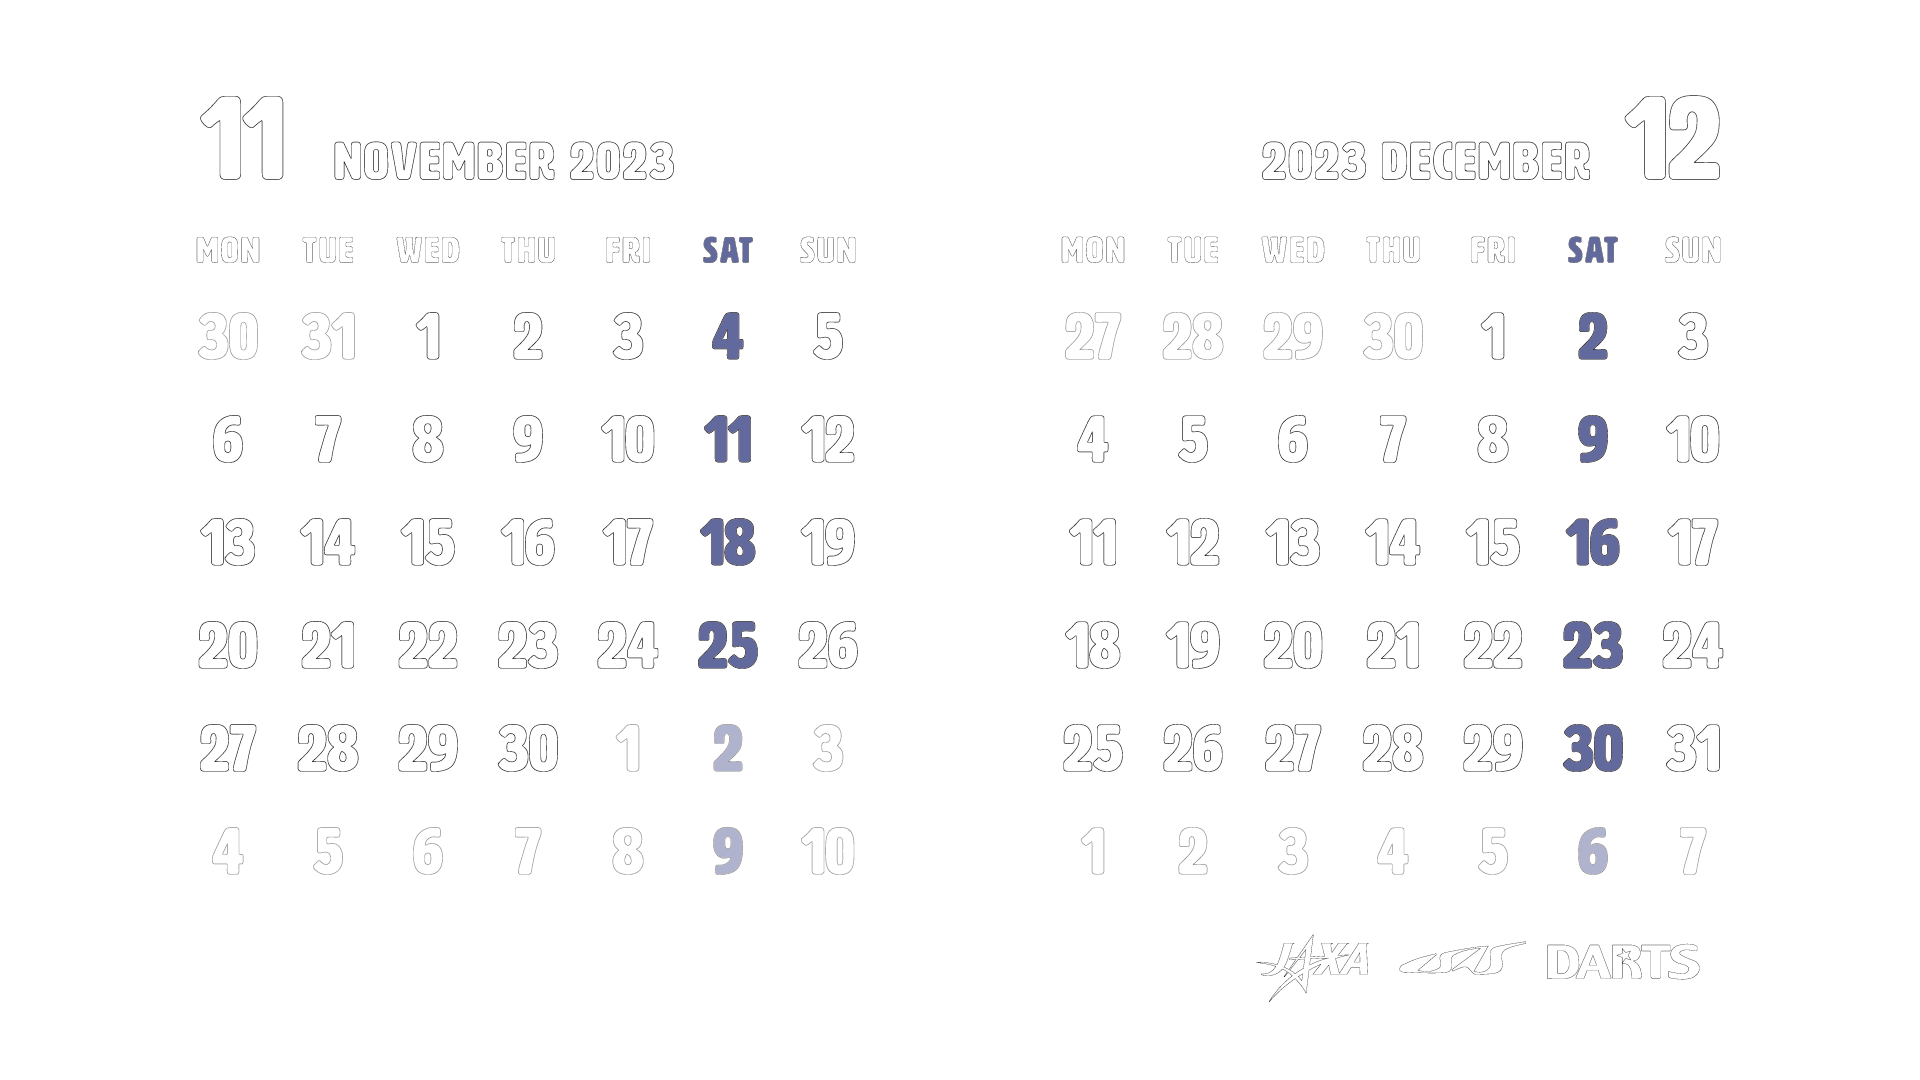 11 NOVEMBER 2023
MON TUE WED THU FRI SAT SUN
30 31 1 2 3 4 5
6 7 8 9 10 11 12
13 14 15 16 17 18 19
20 21 22 23 24 25 26
27 28 29 30 1 2 3
4 5 6 7 8 9 10
2023 DECEMBER 12
MON TUE WED THU FRI SAT SUN
27 28 29 30 1 2 3
4 5 6 7 8 9 10
11 12 13 14 15 16 17
18 19 20 21 22 23 24
25 26 27 28 29 30 31
1 2 3 4 5 6 7
JAXA ISAS DARTS